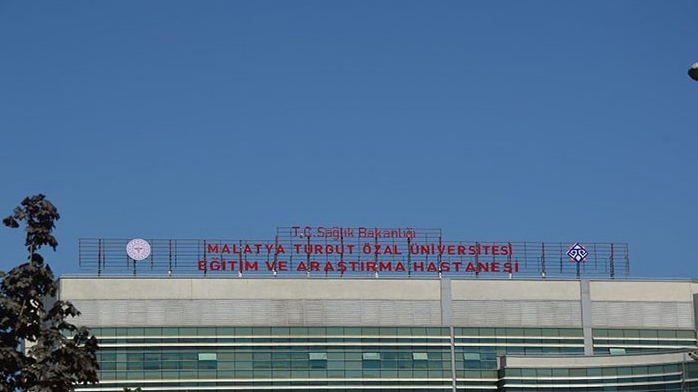 T.C. Sağlık Bakanlığı
MALATYA TURGUT ÖZAL ÜNİVERSİTESİ
EĞİTİM VE ARAŞTIRMA HASTANESİ